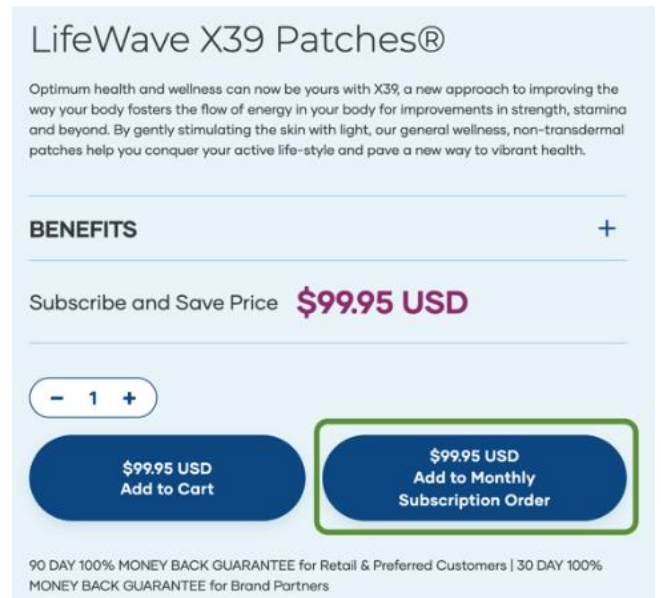 LifeWave X39 Patches®
Optimum health and wellness can now be yours with X39, a new approach to improving the
way your body fosters the flow of energy in your body for improvements in strength, stamina
and beyond. By gently stimulating the skin with light, our general wellness, non-transdermal
patches help you conquer your active life-style and pave a new way to vibrant health.
BENEFITS +
Subscribe and Save Price $99.95 USD
− 1 +
$99.95 USD
Add to Cart
$99.95 USD
Add to Monthly
Subscription Order
90 DAY 100% MONEY BACK GUARANTEE for Retail & Preferred Customers | 30 DAY 100%
MONEY BACK GUARANTEE for Brand Partners